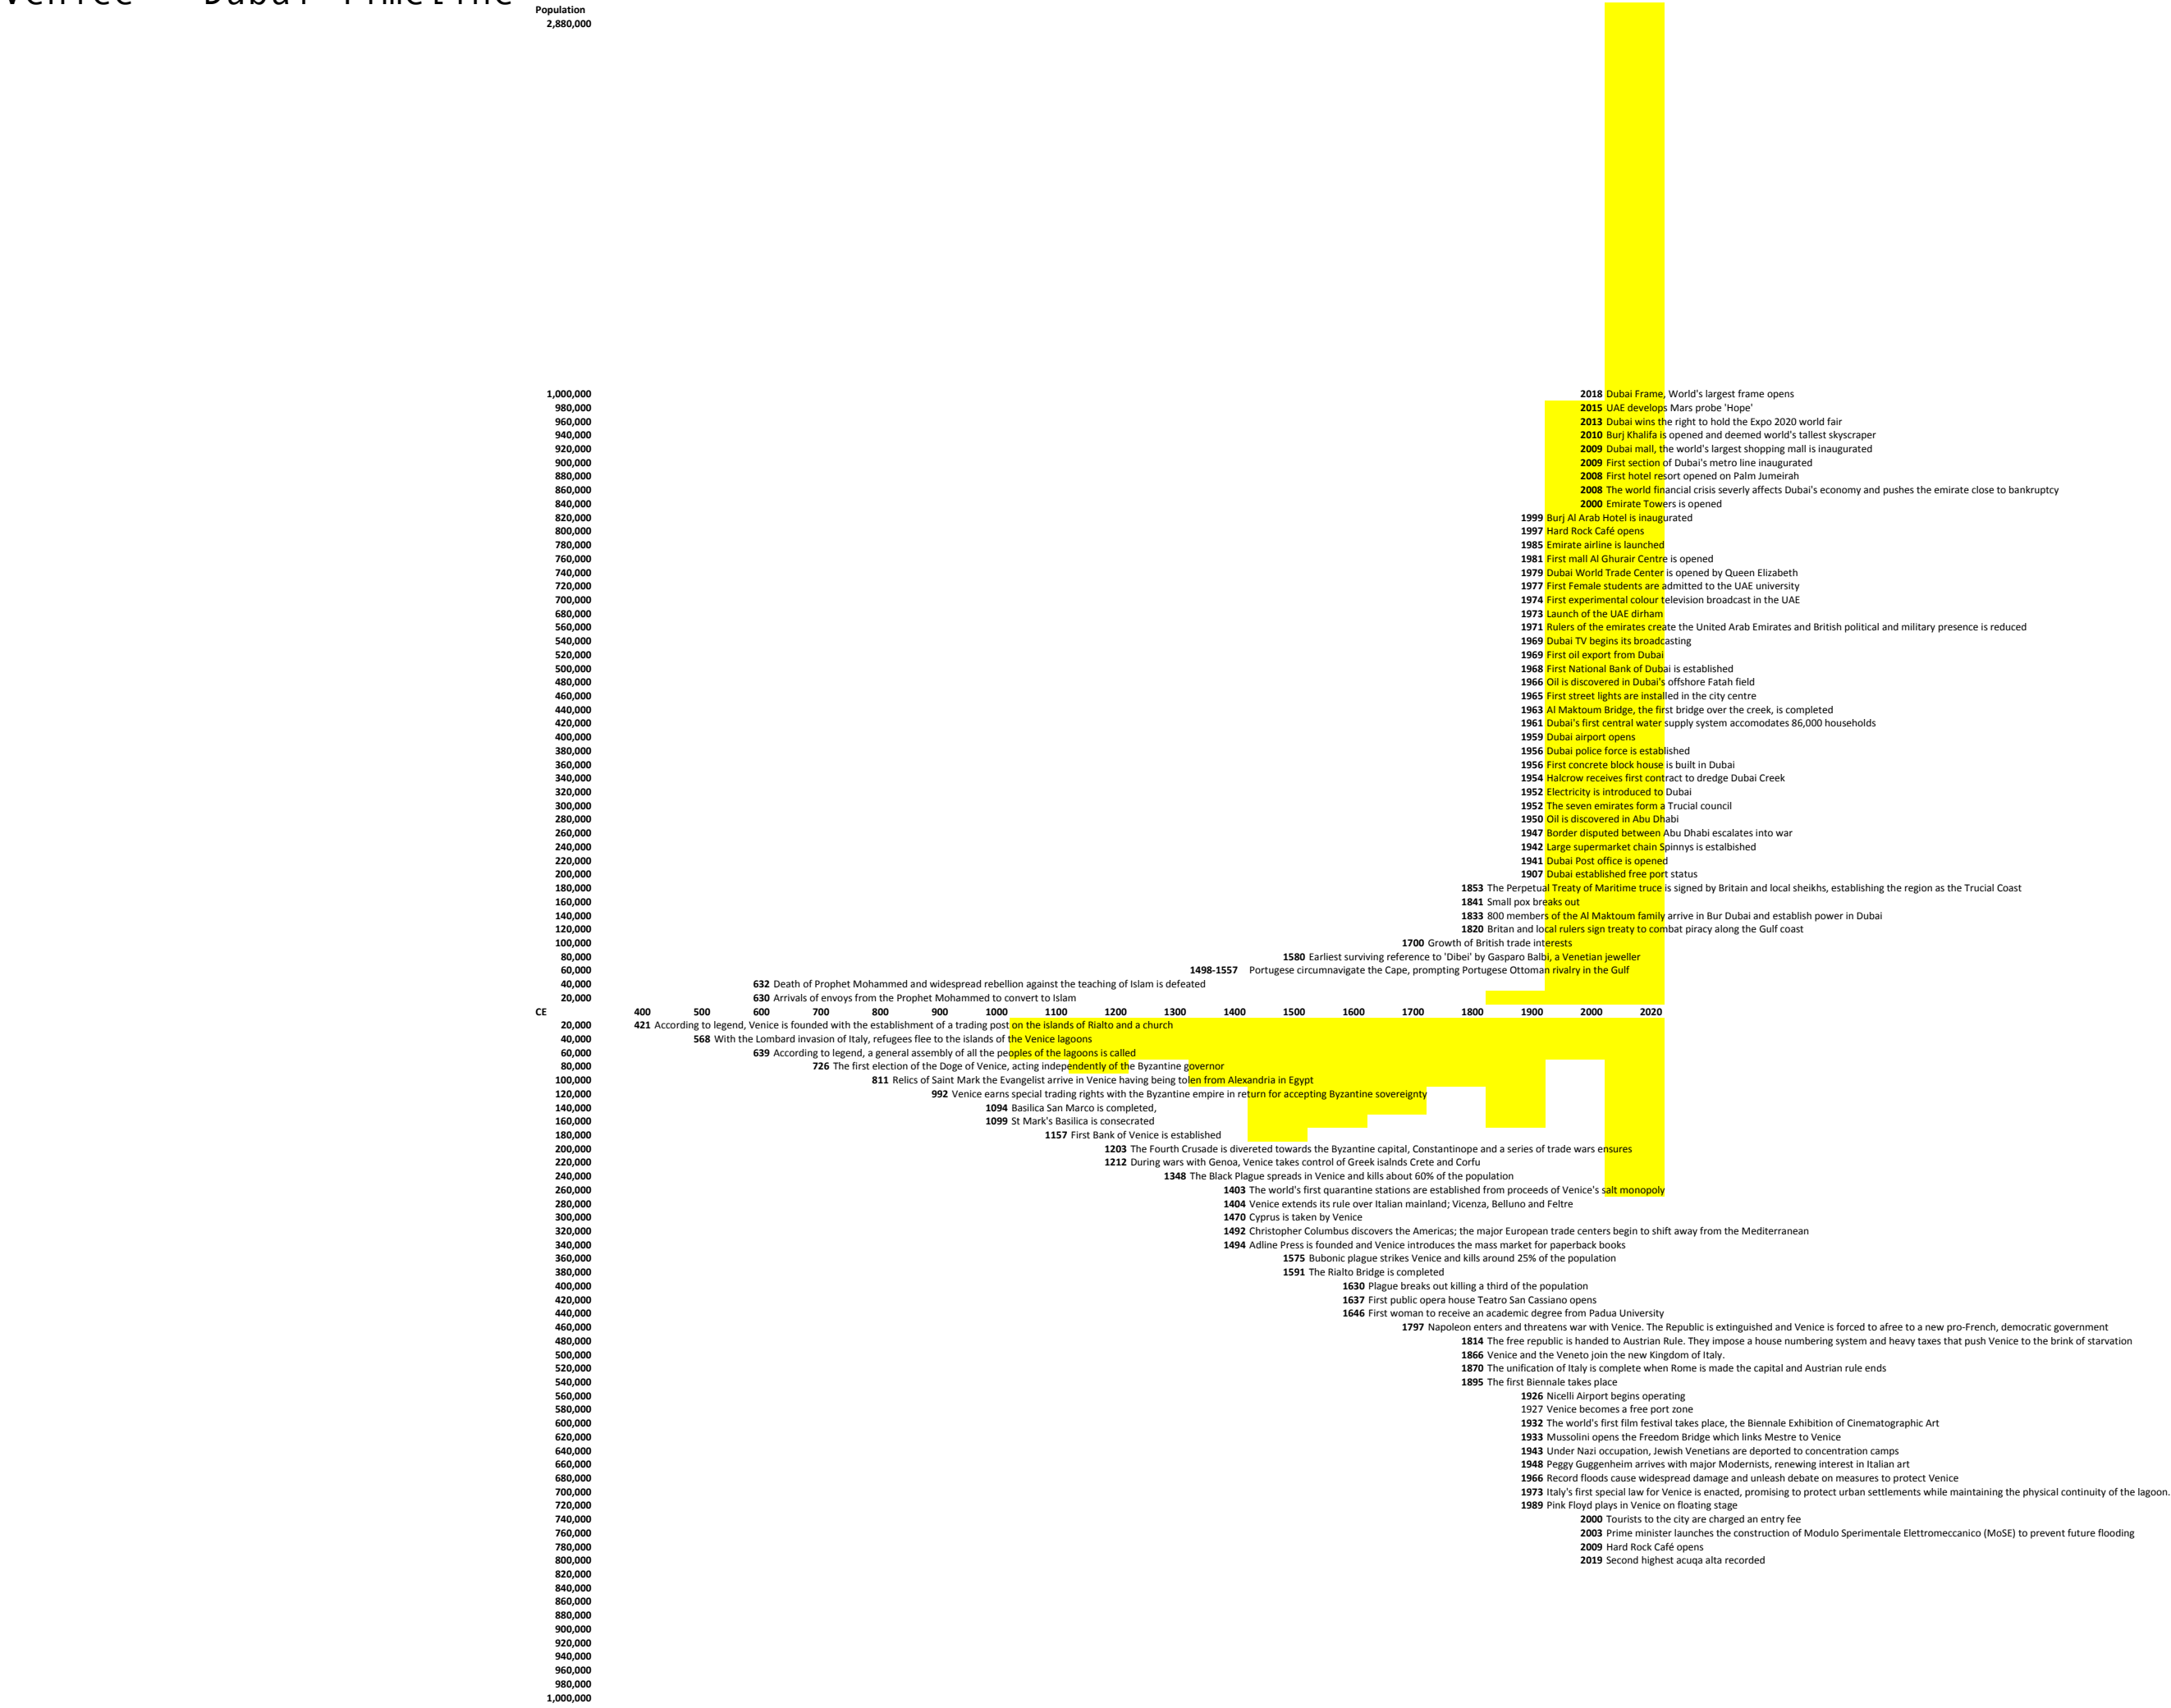 Population
2,880,000
1,000,000 2018 Dubai Frame, World's largest frame opens
980,000 2015 UAE develops Mars probe 'Hope'
960,000 2013 Dubai wins the right to hold the Expo 2020 world fair
940,000 2010 Burj Khalifa is opened and deemed world's tallest skyscraper
920,000 2009 Dubai mall, the world's largest shopping mall is inaugurated
900,000 2009 First section of Dubai's metro line inaugurated
880,000 2008 First hotel resort opened on Palm Jumeirah
860,000 2008 The world financial crisis severly affects Dubai's economy and pushes the emirate close to bankruptcy
840,000 2000 Emirate Towers is opened
820,000 1999 Burj Al Arab Hotel is inaugurated
800,000 1997 Hard Rock Café opens
780,000 1985 Emirate airline is launched
760,000 1981 First mall Al Ghurair Centre is opened
740,000 1979 Dubai World Trade Center is opened by Queen Elizabeth
720,000 1977 First Female students are admitted to the UAE university
700,000 1974 First experimental colour television broadcast in the UAE
680,000 1973 Launch of the UAE dirham
560,000 1971 Rulers of the emirates create the United Arab Emirates and British political and military presence is reduced
540,000 1969 Dubai TV begins its broadcasting
520,000 1969 First oil export from Dubai
500,000 1968 First National Bank of Dubai is established
480,000 1966 Oil is discovered in Dubai's offshore Fatah field
460,000 1965 First street lights are installed in the city centre
440,000 1963 Al Maktoum Bridge, the first bridge over the creek, is completed
420,000 1961 Dubai's first central water supply system accomodates 86,000 households
400,000 1959 Dubai airport opens
380,000 1956 Dubai police force is established
360,000 1956 First concrete block house is built in Dubai
340,000 1954 Halcrow receives first contract to dredge Dubai Creek
320,000 1952 Electricity is introduced to Dubai
300,000 1952 The seven emirates form a Trucial council
280,000 1950 Oil is discovered in Abu Dhabi
260,000 1947 Border disputed between Abu Dhabi escalates into war
240,000 1942 Large supermarket chain Spinnys is estalbished
220,000 1941 Dubai Post office is opened
200,000 1907 Dubai established free port status
180,000 1853 The Perpetual Treaty of Maritime truce is signed by Britain and local sheikhs, establishing the region as the Trucial Coast
160,000 1841 Small pox breaks out
140,000 1833 800 members of the Al Maktoum family arrive in Bur Dubai and establish power in Dubai
120,000 1820 Britan and local rulers sign treaty to combat piracy along the Gulf coast
100,000 1700 Growth of British trade interests
80,000 1580 Earliest surviving reference to 'Dibei' by Gasparo Balbi, a Venetian jeweller
60,000 1498-1557 Portugese circumnavigate the Cape, prompting Portugese Ottoman rivalry in the Gulf
40,000 632 Death of Prophet Mohammed and widespread rebellion against the teaching of Islam is defeated
20,000 630 Arrivals of envoys from the Prophet Mohammed to convert to Islam
CE 400 500 600 700 800 900 1000 1100 1200 1300 1400 1500 1600 1700 1800 1900 2000 2020
20,000 421 According to legend, Venice is founded with the establishment of a trading post on the islands of Rialto and a church
40,000 568 With the Lombard invasion of Italy, refugees flee to the islands of the Venice lagoons
60,000 639 According to legend, a general assembly of all the peoples of the lagoons is called
80,000 726 The first election of the Doge of Venice, acting independently of the Byzantine governor
100,000 811 Relics of Saint Mark the Evangelist arrive in Venice having being tolen from Alexandria in Egypt
120,000 992 Venice earns special trading rights with the Byzantine empire in return for accepting Byzantine sovereignty
140,000 1094 Basilica San Marco is completed,
160,000 1099 St Mark's Basilica is consecrated
180,000 1157 First Bank of Venice is established
200,000 1203 The Fourth Crusade is divereted towards the Byzantine capital, Constantinope and a series of trade wars ensures
220,000 1212 During wars with Genoa, Venice takes control of Greek isalnds Crete and Corfu
240,000 1348 The Black Plague spreads in Venice and kills about 60% of the population
260,000 1403 The world's first quarantine stations are established from proceeds of Venice's salt monopoly
280,000 1404 Venice extends its rule over Italian mainland; Vicenza, Belluno and Feltre
300,000 1470 Cyprus is taken by Venice
320,000 1492 Christopher Columbus discovers the Americas; the major European trade centers begin to shift away from the Mediterranean
340,000 1494 Adline Press is founded and Venice introduces the mass market for paperback books
360,000 1575 Bubonic plague strikes Venice and kills around 25% of the population
380,000 1591 The Rialto Bridge is completed
400,000 1630 Plague breaks out killing a third of the population
420,000 1637 First public opera house Teatro San Cassiano opens
440,000 1646 First woman to receive an academic degree from Padua University
460,000 1797 Napoleon enters and threatens war with Venice. The Republic is extinguished and Venice is forced to afree to a new pro-French, democratic government
480,000 1814 The free republic is handed to Austrian Rule. They impose a house numbering system and heavy taxes that push Venice to the brink of starvation
500,000 1866 Venice and the Veneto join the new Kingdom of Italy.
520,000 1870 The unification of Italy is complete when Rome is made the capital and Austrian rule ends
540,000 1895 The first Biennale takes place
560,000 1926 Nicelli Airport begins operating
580,000 1927 Venice becomes a free port zone
600,000 1932 The world's first film festival takes place, the Biennale Exhibition of Cinematographic Art
620,000 1933 Mussolini opens the Freedom Bridge which links Mestre to Venice
640,000 1943 Under Nazi occupation, Jewish Venetians are deported to concentration camps
660,000 1948 Peggy Guggenheim arrives with major Modernists, renewing interest in Italian art
680,000 1966 Record floods cause widespread damage and unleash debate on measures to protect Venice
700,000 1973 Italy's first special law for Venice is enacted, promising to protect urban settlements while maintaining the physical continuity of the lagoon.
720,000 1989 Pink Floyd plays in Venice on floating stage
740,000 2000 Tourists to the city are charged an entry fee
760,000 2003 Prime minister launches the construction of Modulo Sperimentale Elettromeccanico (MoSE) to prevent future flooding
780,000 2009 Hard Rock Café opens
800,000 2019 Second highest acuqa alta recorded
820,000
840,000
860,000
880,000
900,000
920,000
940,000
960,000
980,000
1,000,000